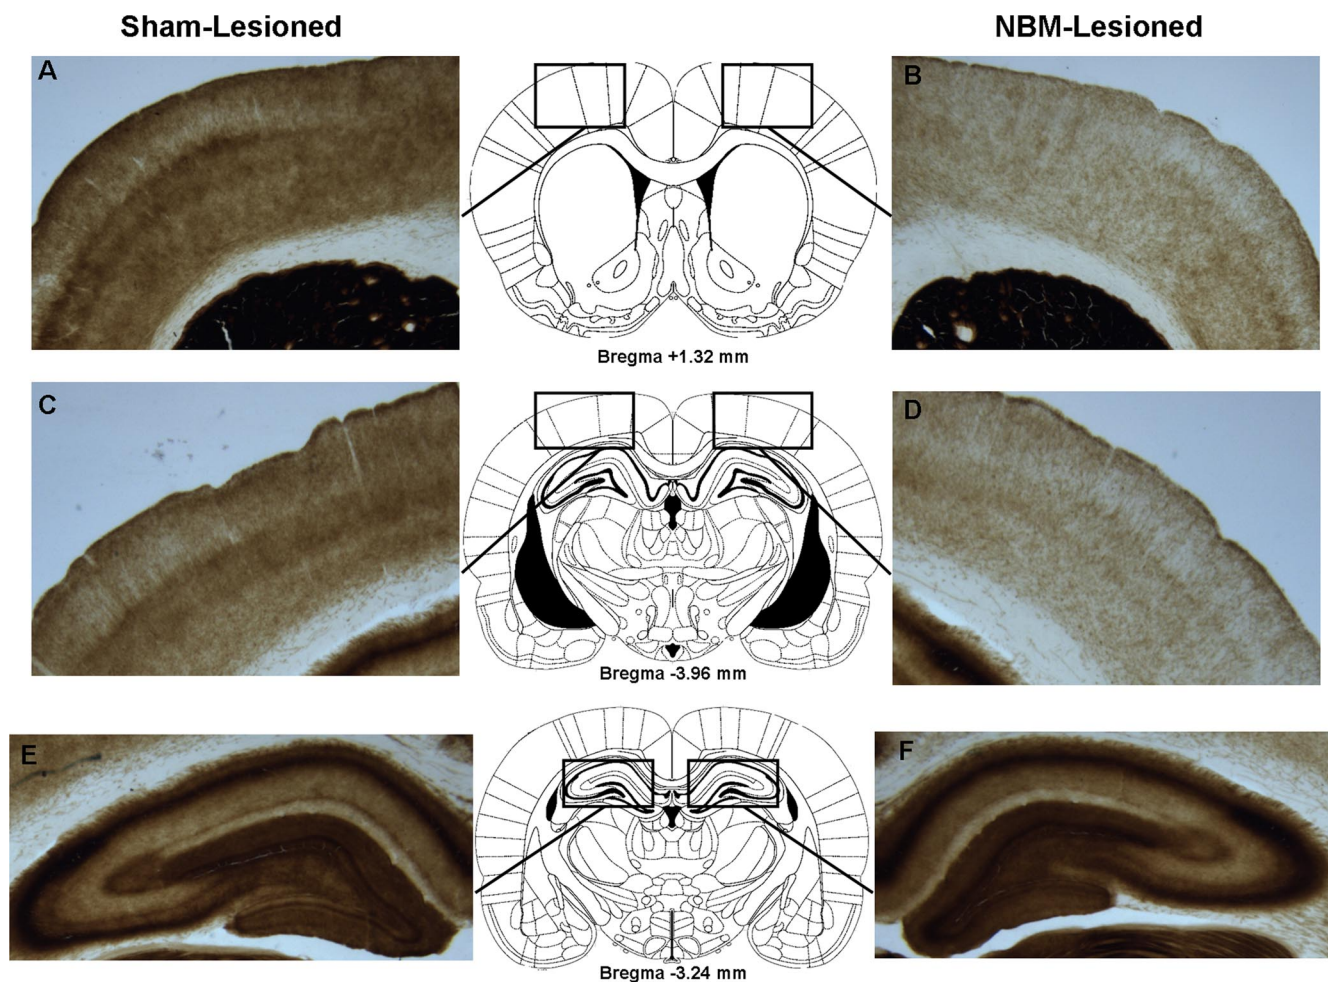 Sham-Lesioned
NBM-Lesioned
A
B
Bregma +1.32 mm
C
D
Bregma -3.96 mm
E
F
Bregma -3.24 mm